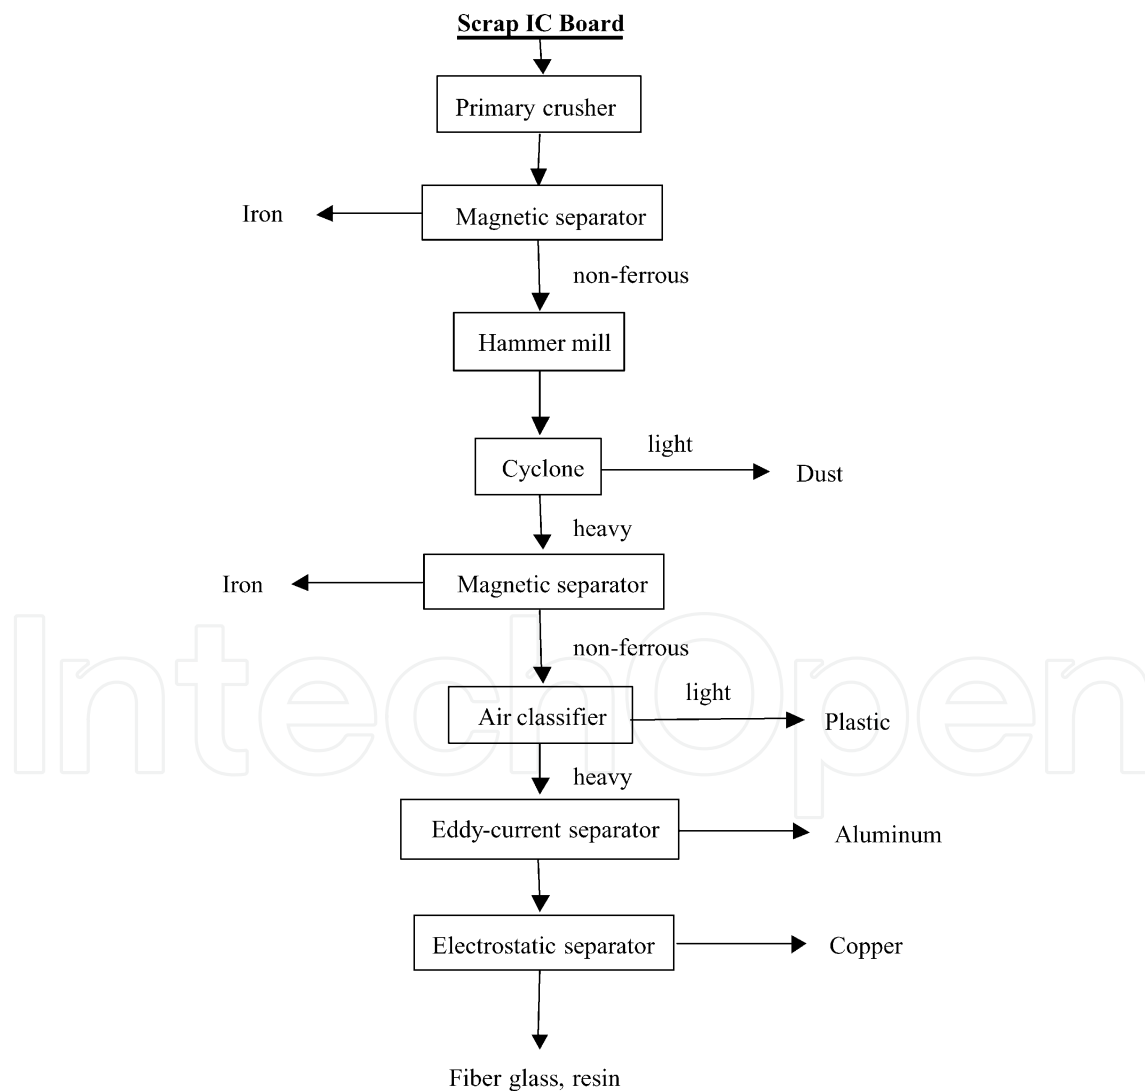 Scrap IC Board
Primary crusher
Iron
Magnetic separator
non-ferrous
Hammer mill
light
Cyclone
Dust
heavy
Iron
Magnetic separator
non-ferrous
light
Air classifier
Plastic
heavy
Eddy-current separator
Aluminum
Electrostatic separator
Copper
Fiber glass, resin
IntechOpen